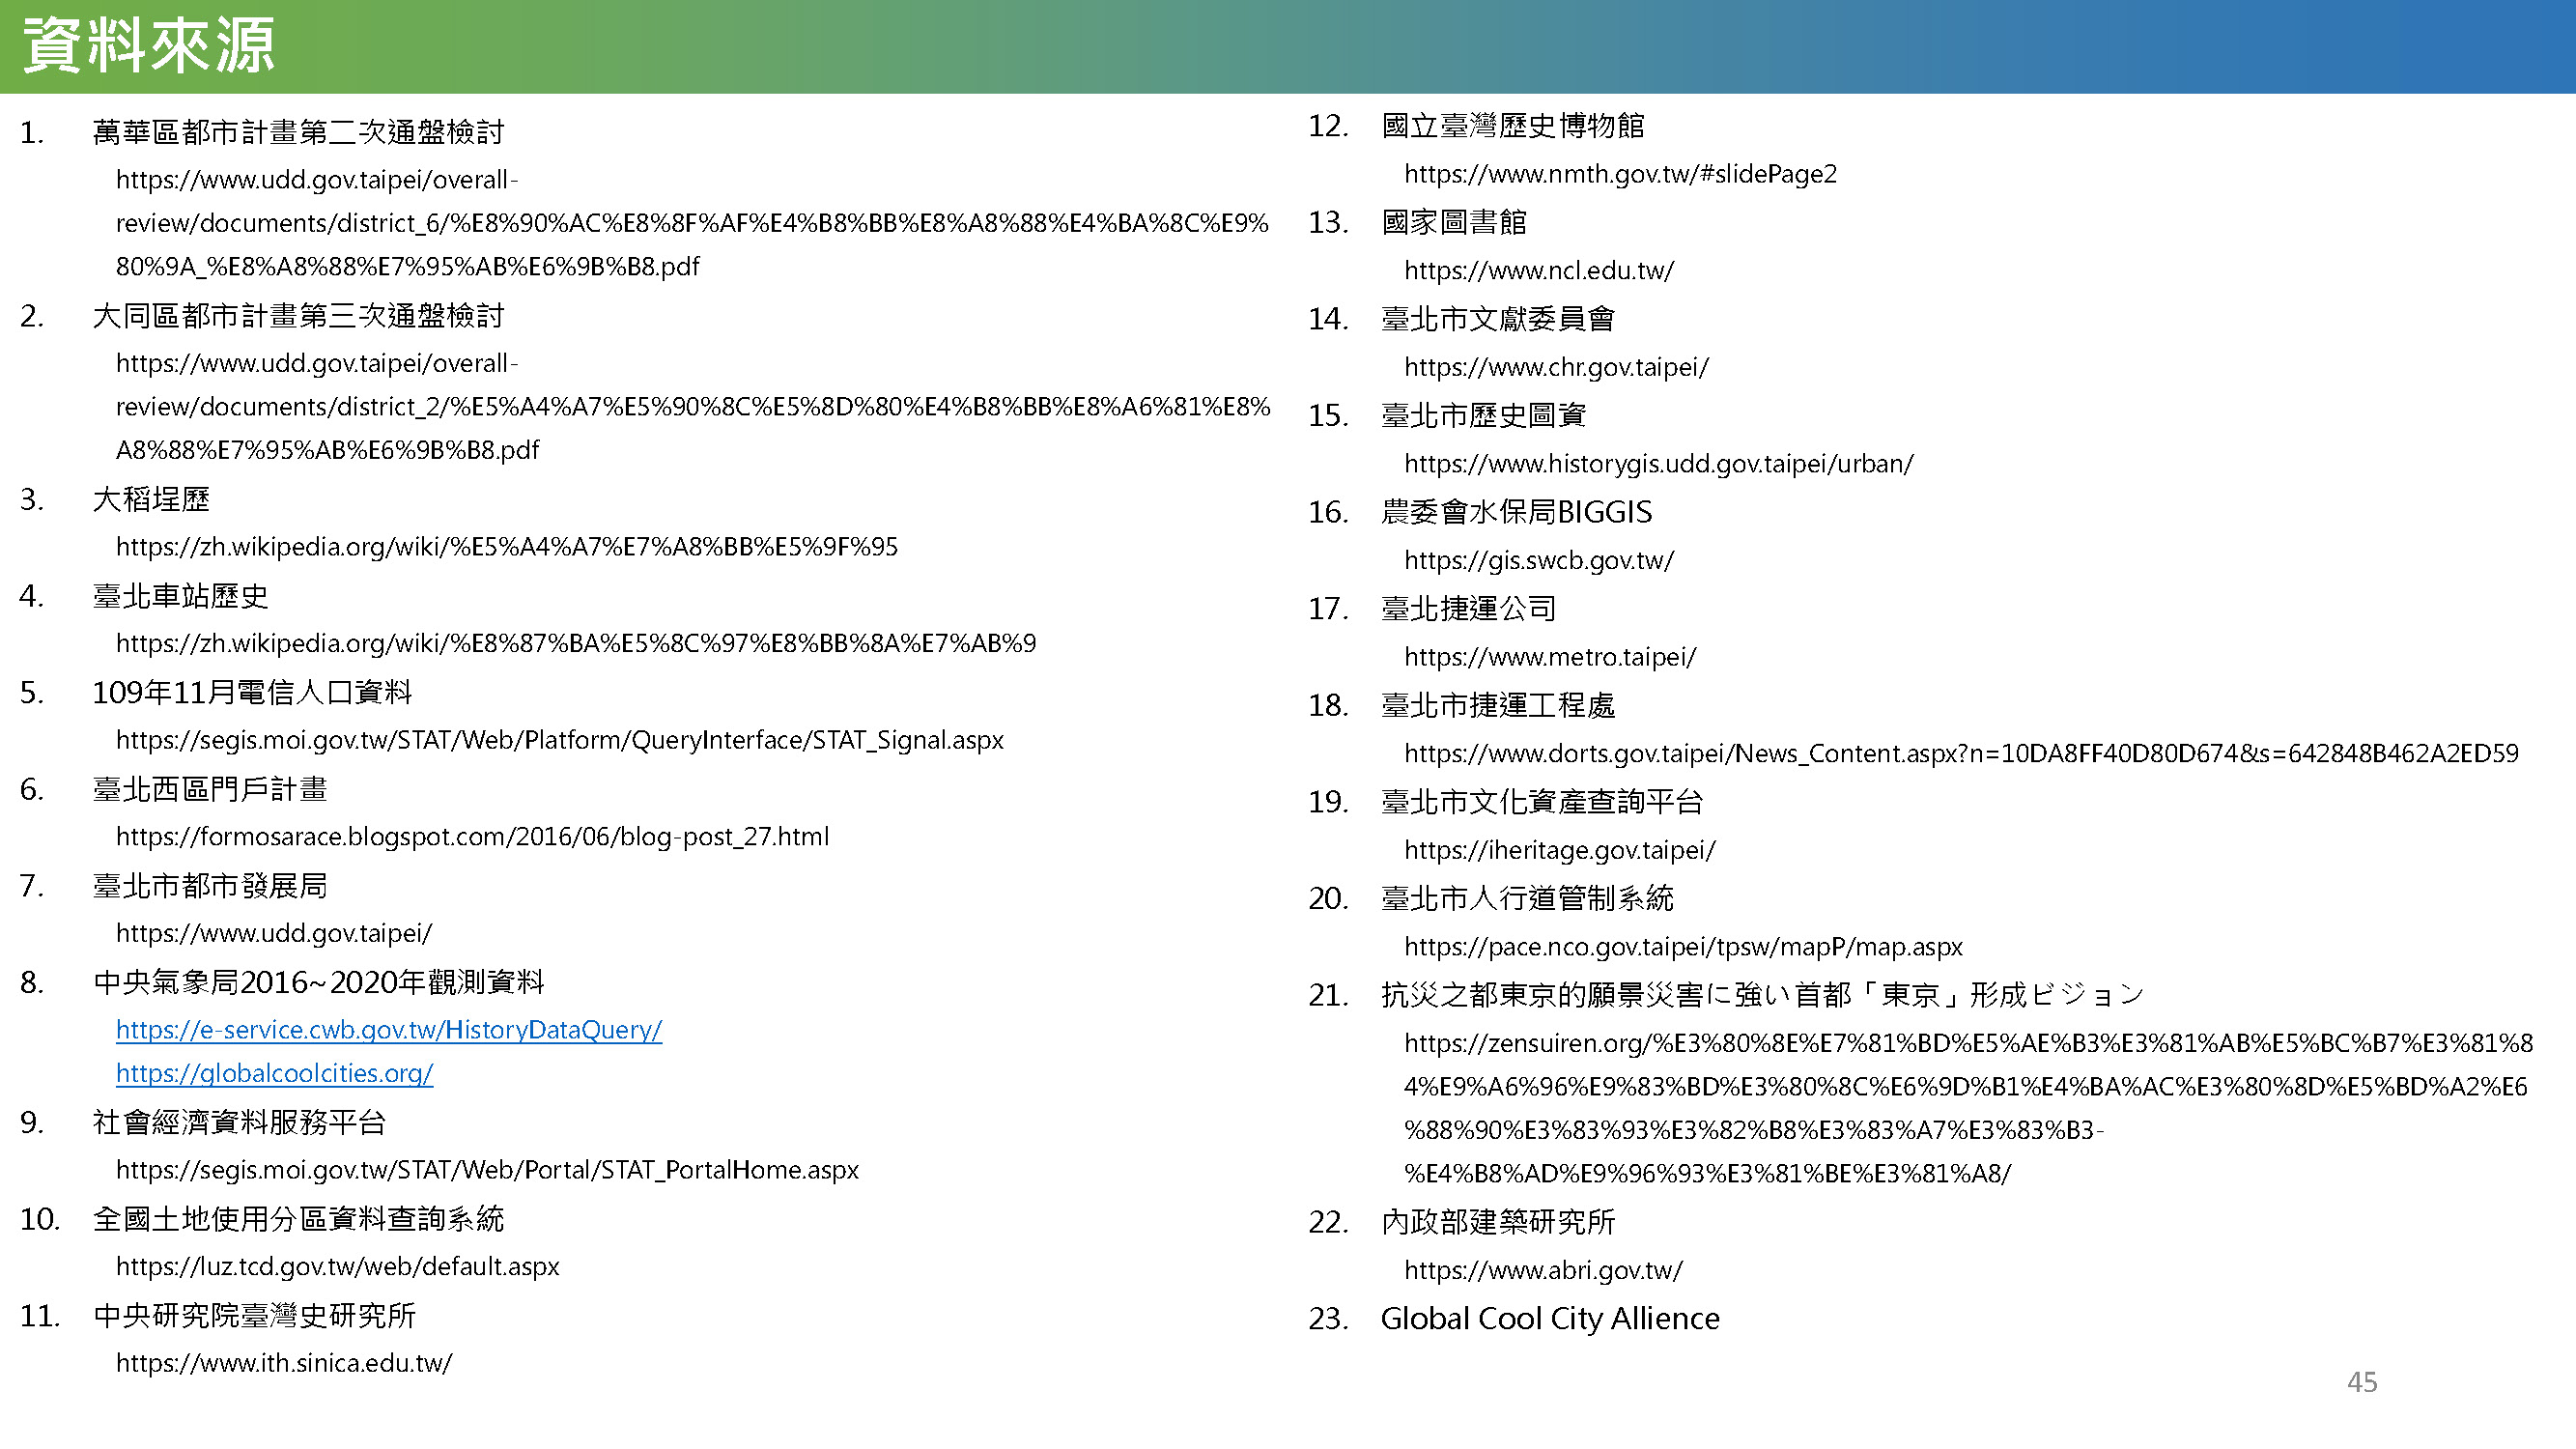 資料來源
1. 萬華區都市計畫第二次通盤檢討
https://www.udd.gov.taipei/overall-
review/documents/district_6/%E8%90%AC%E8%8F%AF%E4%B8%BB%E8%A8%88%E4%BA%8C%E9%
80%9A_%E8%A8%88%E7%95%AB%E6%9B%B8.pdf
2. 大同區都市計畫第三次通盤檢討
https://www.udd.gov.taipei/overall-
review/documents/district_2/%E5%A4%A7%E5%90%8C%E5%8D%80%E4%B8%BB%E8%A6%81%E8%
A8%88%E7%95%AB%E6%9B%B8.pdf
3. 大稻埕歷
https://zh.wikipedia.org/wiki/%E5%A4%A7%E7%A8%BB%E5%9F%95
4. 臺北車站歷史
https://zh.wikipedia.org/wiki/%E8%87%BA%E5%8C%97%E8%BB%8A%E7%AB%9
5. 109年11月電信人口資料
https://segis.moi.gov.tw/STAT/Web/Platform/QueryInterface/STAT_Signal.aspx
6. 臺北西區門戶計畫
https://formosarace.blogspot.com/2016/06/blog-post_27.html
7. 臺北市都市發展局
https://www.udd.gov.taipei/
8. 中央氣象局2016~2020年觀測資料
https://e-service.cwb.gov.tw/HistoryDataQuery/
https://globalcoolcities.org/
9. 社會經濟資料服務平台
https://segis.moi.gov.tw/STAT/Web/Portal/STAT_PortalHome.aspx
10. 全國土地使用分區資料查詢系統
https://luz.tcd.gov.tw/web/default.aspx
11. 中央研究院臺灣史研究所
https://www.ith.sinica.edu.tw/
12. 國立臺灣歷史博物館
https://www.nmth.gov.tw/#slidePage2
13. 國家圖書館
https://www.ncl.edu.tw/
14. 臺北市文獻委員會
https://www.chr.gov.taipei/
15. 臺北市歷史圖資
https://www.historygis.udd.gov.taipei/urban/
16. 農委會水保局BIGGIS
https://gis.swcb.gov.tw/
17. 臺北捷運公司
https://www.metro.taipei/
18. 臺北市捷運工程處
https://www.dorts.gov.taipei/News_Content.aspx?n=10DA8FF40D80D674&s=642848B462A2ED59
19. 臺北市文化資產查詢平台
https://iheritage.gov.taipei/
20. 臺北市人行道管制系統
https://pace.nco.gov.taipei/tpsw/mapP/map.aspx
21. 抗災之都東京的願景災害に強い首都「東京」形成ビジョン
https://zensuiren.org/%E3%80%8E%E7%81%BD%E5%AE%B3%E3%81%AB%E5%BC%B7%E3%81%8
4%E9%A6%96%E9%83%BD%E3%80%8C%E6%9D%B1%E4%BA%AC%E3%80%8D%E5%BD%A2%E6
%88%90%E3%83%93%E3%82%B8%E3%83%A7%E3%83%B3-
%E4%B8%AD%E9%96%93%E3%81%BE%E3%81%A8/
22. 內政部建築研究所
https://www.abri.gov.tw/
23. Global Cool City Allience
45